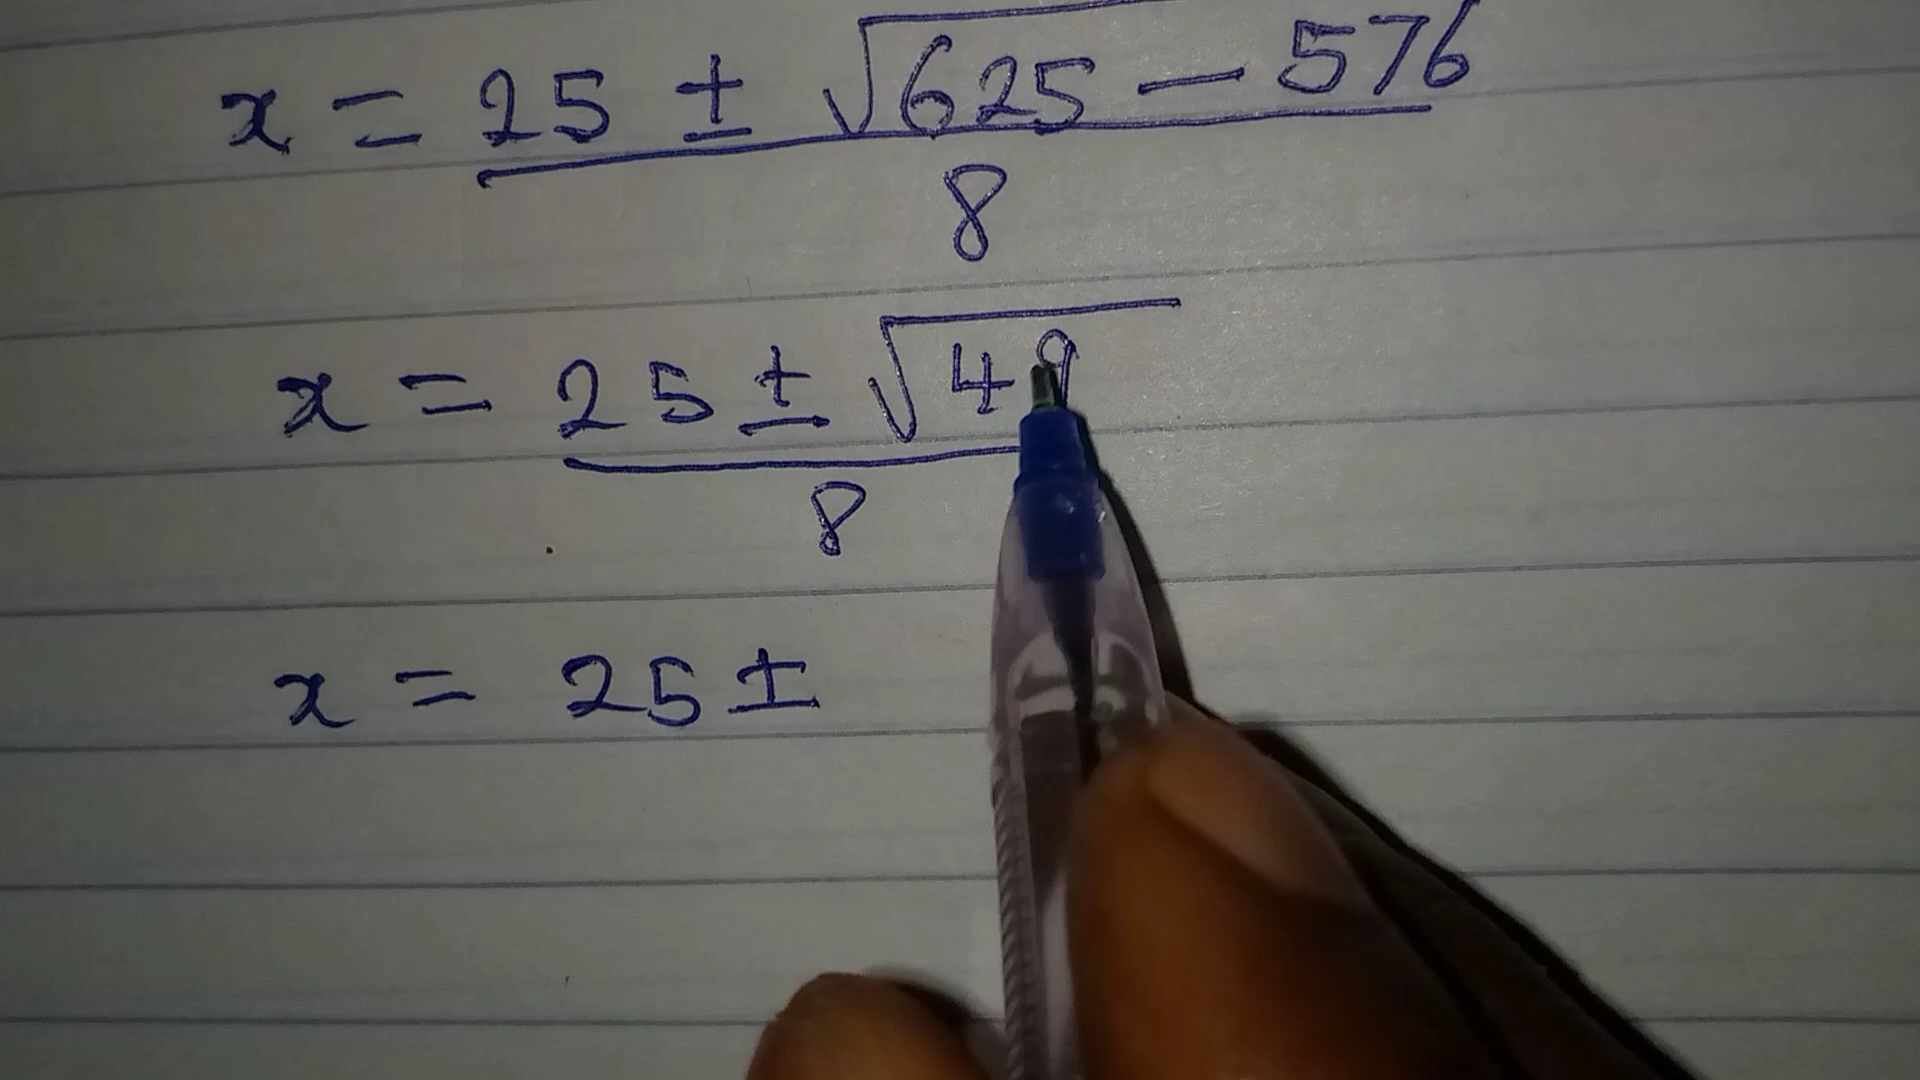 x = 25 ± √625 − 576
8
x = 25 ± √49
8
x = 25 ±